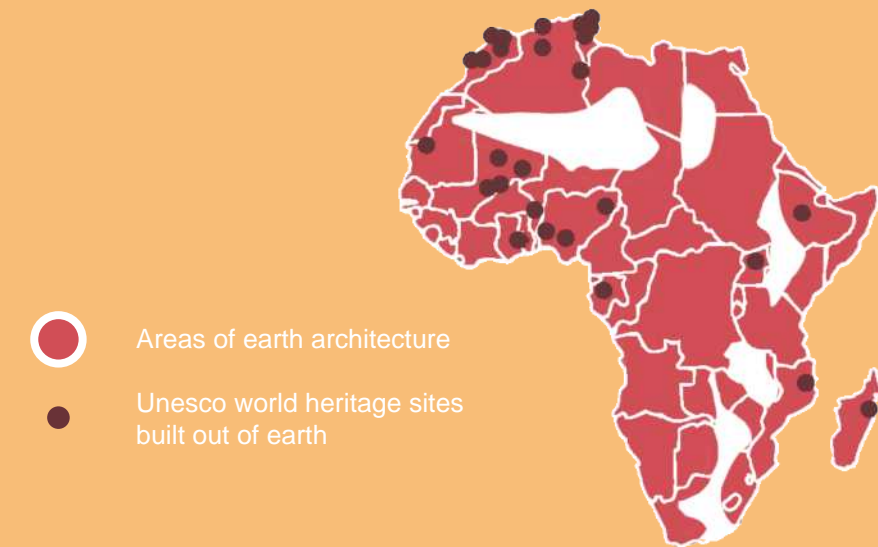 Areas of earth architecture
Unesco world heritage sites
built out of earth